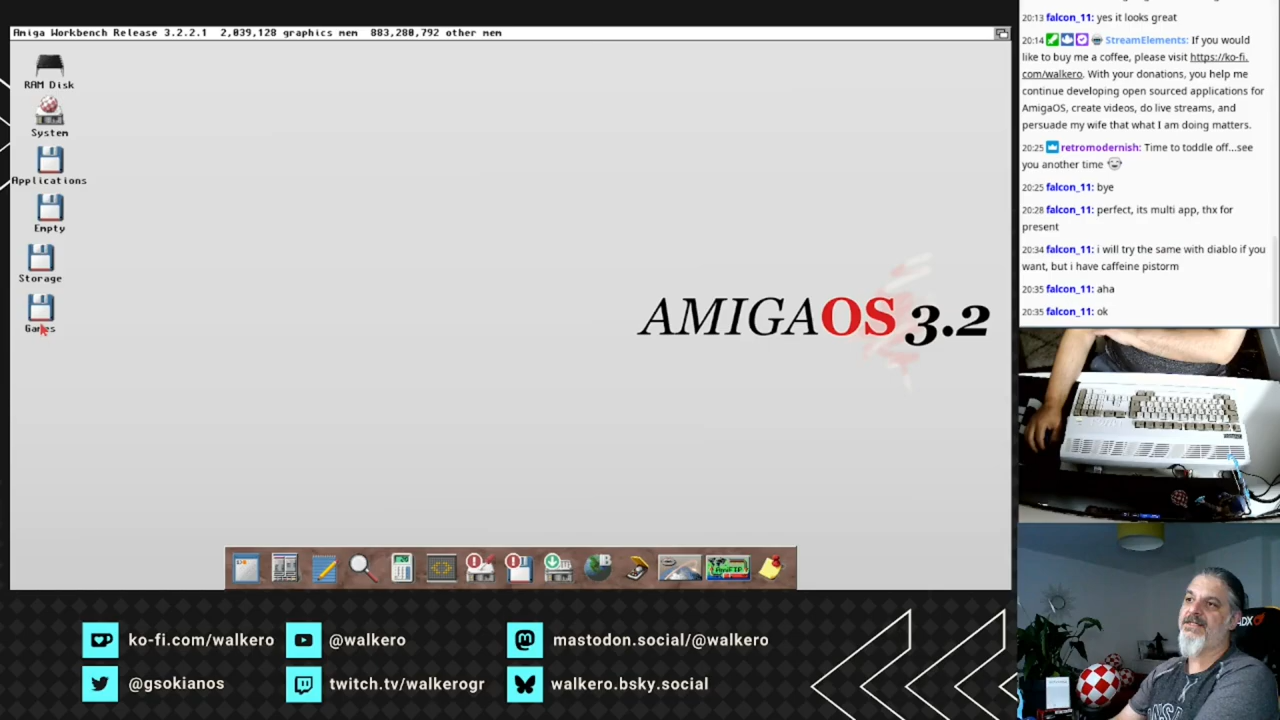 Amiga Workbench Release 3.2.2.1 2,039,128 graphics mem 883,280,792 other mem
RAM Disk
System
Applications
Empty
Storage
Games
AMIGAOS 3.2
AmiFTP
20:13 falcon_11: yes it looks great
20:14 StreamElements: If you would
like to buy me a coffee, please visit https://ko-fi.
com/walkero. With your donations, you help me
continue developing open sourced applications for
AmigaOS, create videos, do live streams, and
persuade my wife that what I am doing matters.
20:25 retromodernish: Time to toddle off...see
you another time
20:25 falcon_11: bye
20:28 falcon_11: perfect, its multi app, thx for
present
20:34 falcon_11: i will try the same with diablo if you
want, but i have caffeine pistorm
20:35 falcon_11: aha
20:35 falcon_11: ok
ko-fi.com/walkero
@walkero
mastodon.social/@walkero
@gsokianos
twitch.tv/walkerogr
walkero.bsky.social